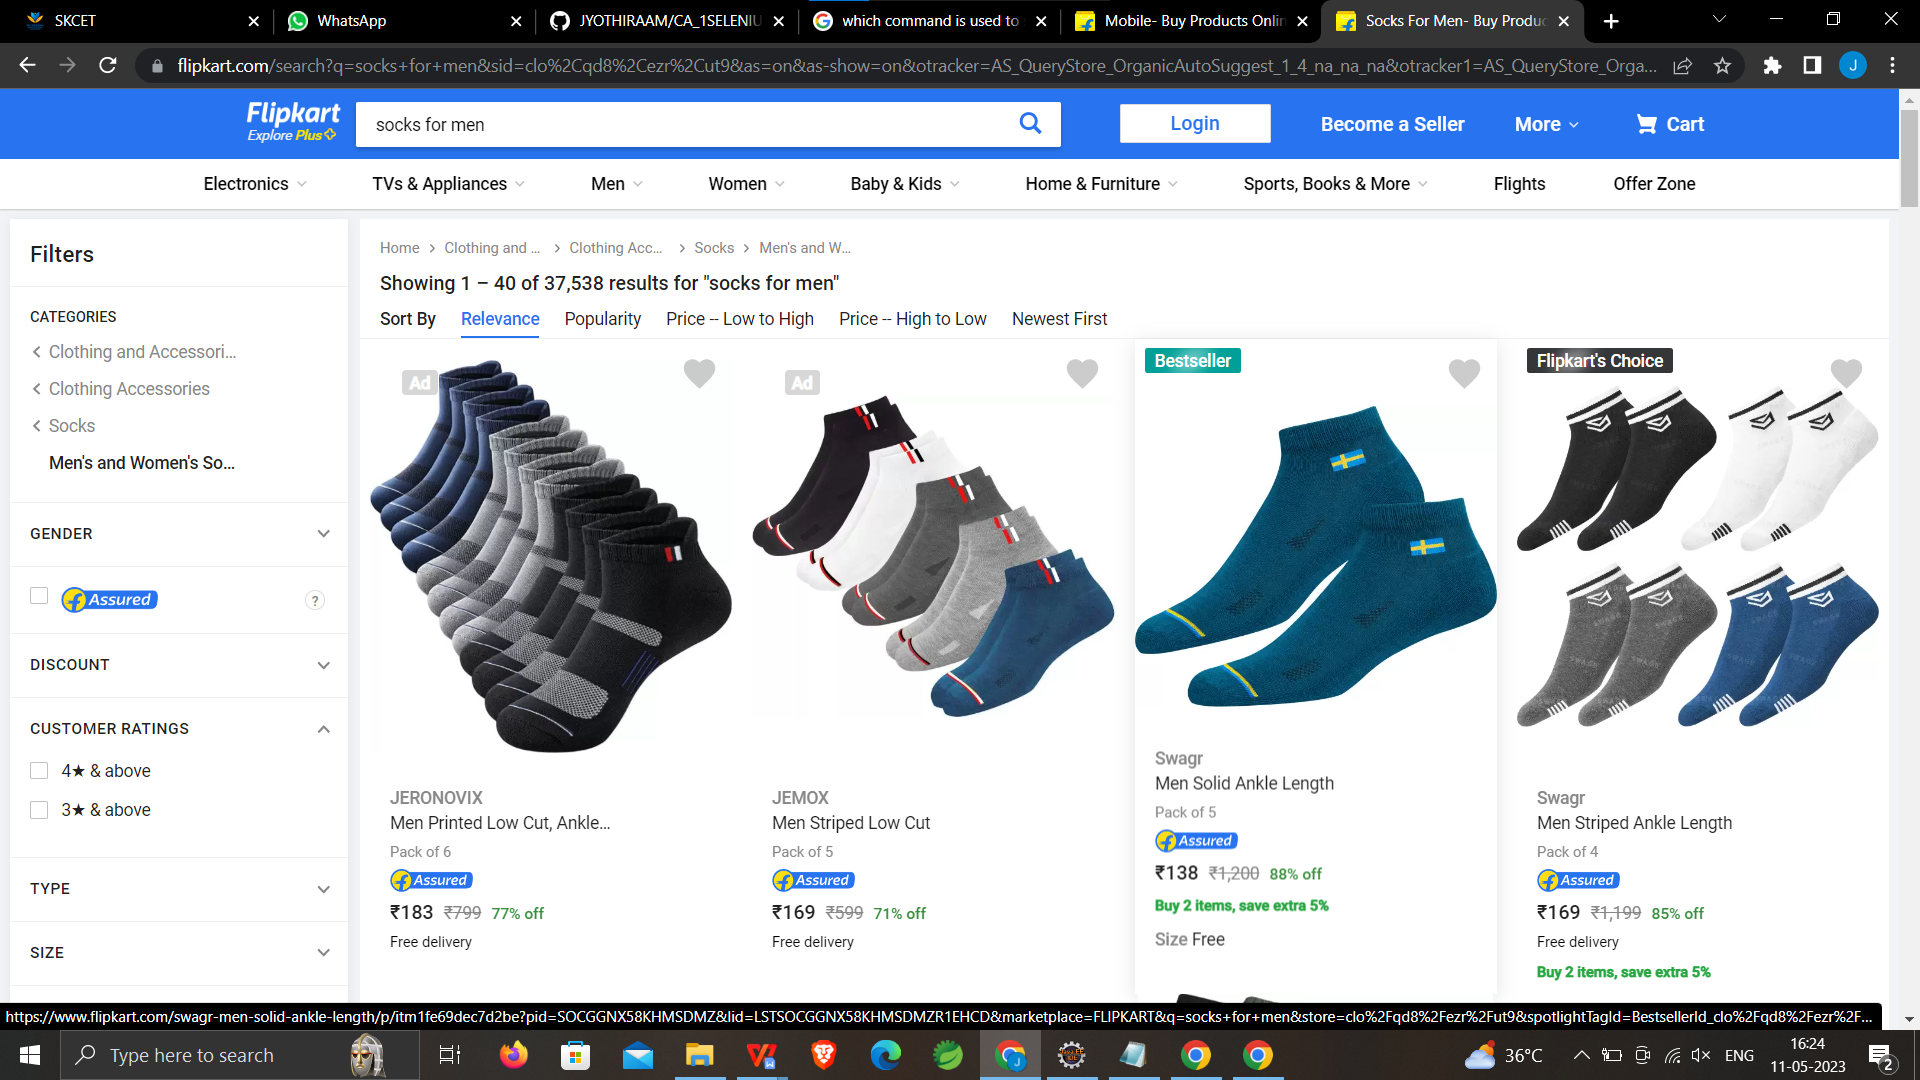 SKCET
WhatsApp
JYOTHIRAAM/CA_1SELENIU
which command is used to
Mobile- Buy Products Onlin
Socks For Men- Buy Produc
flipkart.com/search?q=socks+for+men&sid=clo%2Cqd8%2Cezr%2Cut9&as=on&as-show=on&otracker=AS_QueryStore_OrganicAutoSuggest_1_4_na_na_na&otracker1=AS_QueryStore_Orga...
J
Flipkart
Explore Plus
socks for men
Login
Become a Seller
More
Cart
Electronics
TVs & Appliances
Men
Women
Baby & Kids
Home & Furniture
Sports, Books & More
Flights
Offer Zone
Filters
CATEGORIES
Clothing and Accessori...
Clothing Accessories
Socks
Men's and Women's So...
GENDER
Assured
?
DISCOUNT
CUSTOMER RATINGS
4★ & above
3★ & above
TYPE
SIZE
Home > Clothing and ... > Clothing Acc... > Socks > Men's and W...
Showing 1 – 40 of 37,538 results for "socks for men"
Sort By Relevance Popularity Price -- Low to High Price -- High to Low Newest First
Ad
JERONOVIX
Men Printed Low Cut, Ankle...
Pack of 6
Assured
₹183 ₹799 77% off
Free delivery
Ad
JEMOX
Men Striped Low Cut
Pack of 5
Assured
₹169 ₹599 71% off
Free delivery
Bestseller
Swagr
Men Solid Ankle Length
Pack of 5
Assured
₹138 ₹1,200 88% off
Buy 2 items, save extra 5%
Size Free
Flipkart's Choice
Swagr
Men Striped Ankle Length
Pack of 4
Assured
₹169 ₹1,199 85% off
Free delivery
Buy 2 items, save extra 5%
https://www.flipkart.com/swagr-men-solid-ankle-length/p/itm1fe69dec7d2be?pid=SOCGGNX58KHMSDMZ&lid=LSTSOCGGNX58KHMSDMZR1EHCD&marketplace=FLIPKART&q=socks+for+men&store=clo%2Fqd8%2Fezr%2Fut9&spotlightTagId=BestsellerId_clo%2Fqd8%2Fezr%2F...
Type here to search
36°C
ENG
16:24
11-05-2023
2